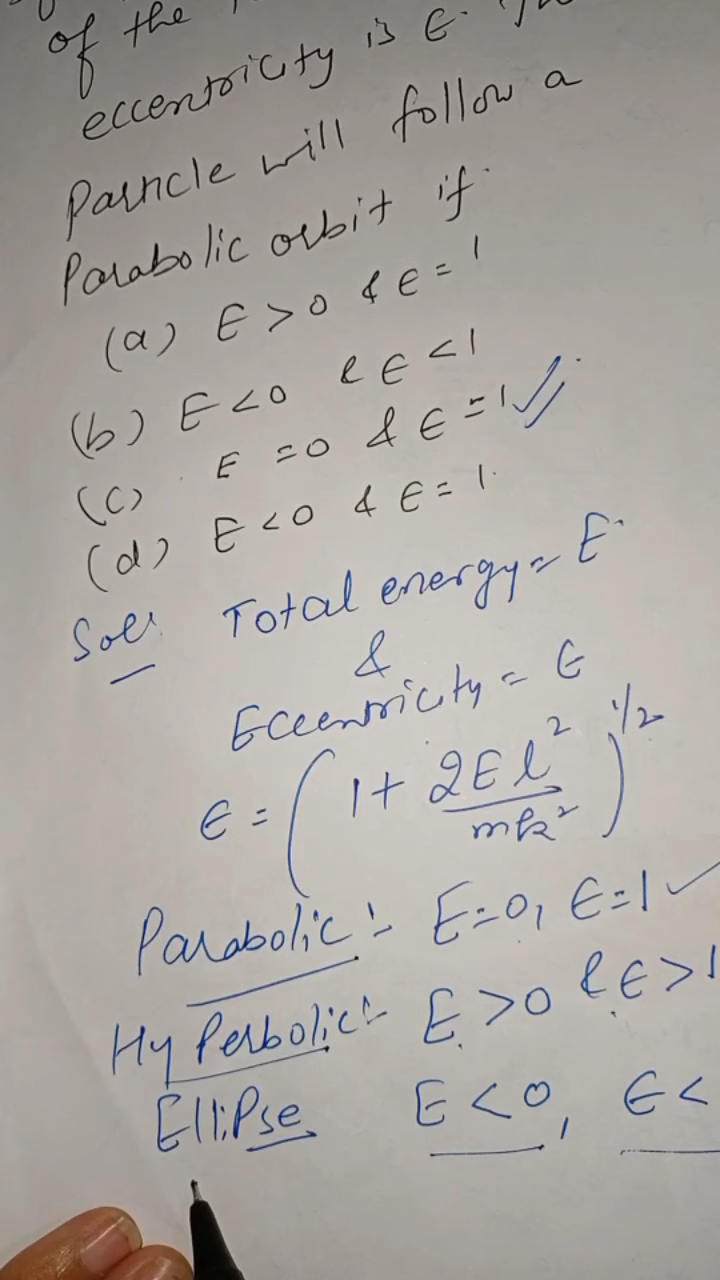 of the
eccentricity is ϵ.
Particle will follow a
Parabolic orbit if
(a) E > 0 & ϵ = 1
(b) E < 0 & ϵ < 1
(c) E = 0 & ϵ = 1 ✓
(d) E < 0 & ϵ = 1
Sol: Total energy = E
&
Eccentricity = ϵ
ϵ = (1 + 2El²/mk²)^1/2
Parabolic:- E=0, ϵ=1 ✓
Hyperbolic:- E > 0 & ϵ > 1
Ellipse E < 0, ϵ <